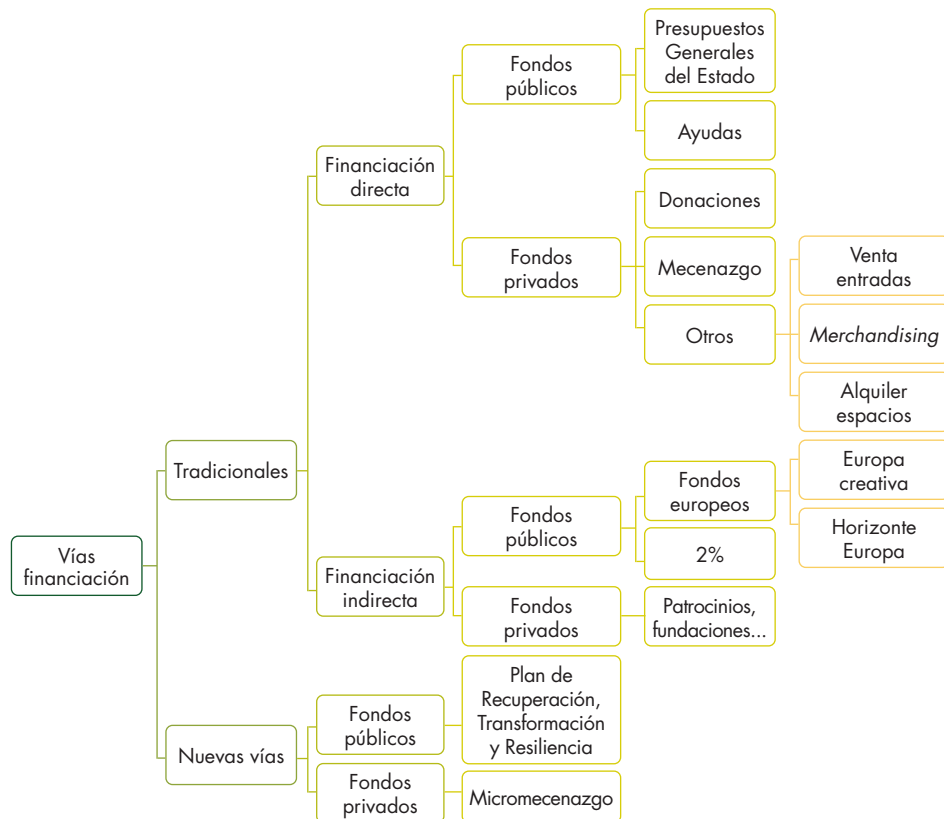 Vías
financiación
Tradicionales
Financiación
directa
Fondos
públicos
Presupuestos
Generales
del Estado
Ayudas
Fondos
privados
Donaciones
Mecenazgo
Otros
Venta
entradas
Merchandising
Alquiler
espacios
Financiación
indirecta
Fondos
públicos
Fondos
europeos
Europa
creativa
Horizonte
Europa
2%
Fondos
privados
Patrocinios,
fundaciones...
Nuevas vías
Fondos
públicos
Plan de
Recuperación,
Transformación
y Resiliencia
Fondos
privados
Micromecenazgo